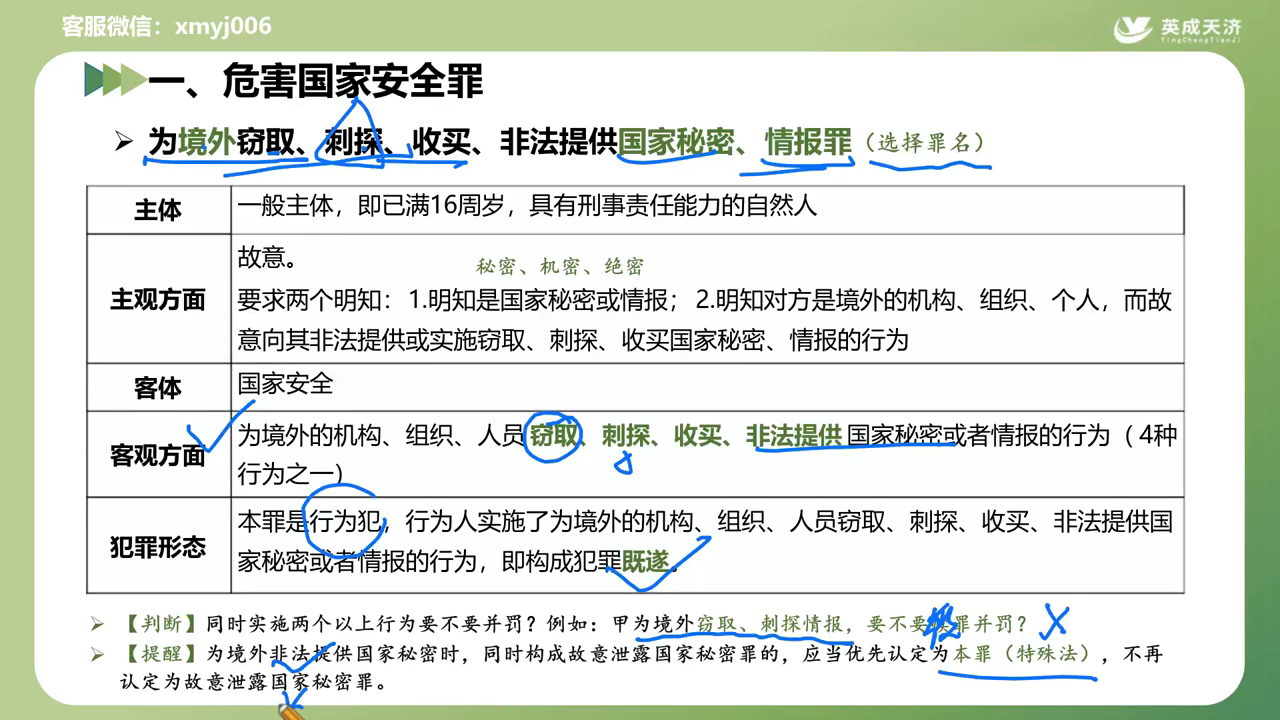 客服微信：xmyj006
英成天济
YingChengTianJi
一、危害国家安全罪
为境外窃取、刺探、收买、非法提供国家秘密、情报罪（选择罪名）
主体
一般主体，即已满16周岁，具有刑事责任能力的自然人
主观方面
故意。
秘密、机密、绝密
要求两个明知：1.明知是国家秘密或情报；2.明知对方是境外的机构、组织、个人，而故
意向其非法提供或实施窃取、刺探、收买国家秘密、情报的行为
客体
国家安全
客观方面
为境外的机构、组织、人员窃取、刺探、收买、非法提供国家秘密或者情报的行为（4种
行为之一）
犯罪形态
本罪是行为犯，行为人实施了为境外的机构、组织、人员窃取、刺探、收买、非法提供国
家秘密或者情报的行为，即构成犯罪既遂。
【判断】同时实施两个以上行为要不要并罚？例如：甲为境外窃取、刺探情报，要不要数罪并罚？
【提醒】为境外非法提供国家秘密时，同时构成故意泄露国家秘密罪的，应当优先认定为本罪（特殊法），不再
认定为故意泄露国家秘密罪。